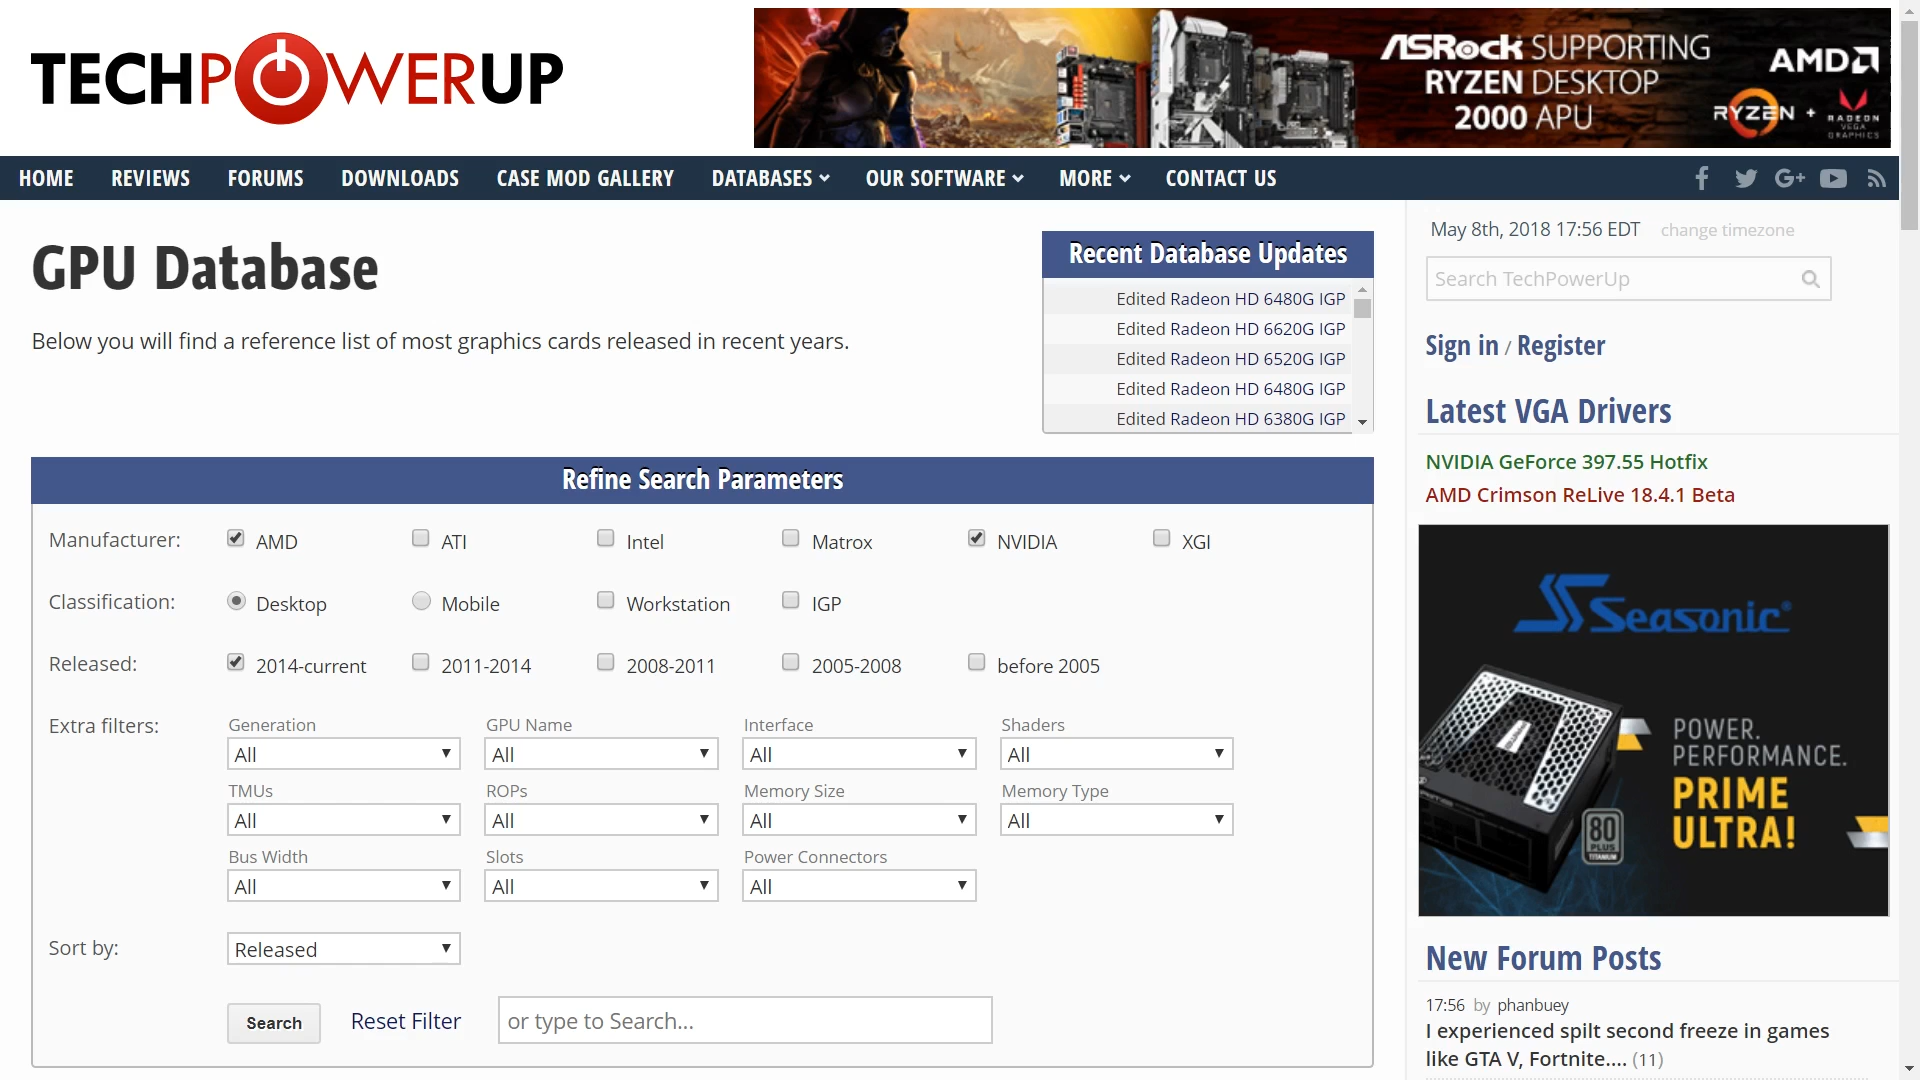 TECHPOWERUP
ASRock SUPPORTING
RYZEN DESKTOP
2000 APU
AMD
RYZEN + RADEON
VEGA
GRAPHICS
HOME REVIEWS FORUMS DOWNLOADS CASE MOD GALLERY DATABASES OUR SOFTWARE MORE CONTACT US
GPU Database
Below you will find a reference list of most graphics cards released in recent years.
Recent Database Updates
Edited Radeon HD 6480G IGP
Edited Radeon HD 6620G IGP
Edited Radeon HD 6520G IGP
Edited Radeon HD 6480G IGP
Edited Radeon HD 6380G IGP
Refine Search Parameters
Manufacturer: AMD ATI Intel Matrox NVIDIA XGI
Classification: Desktop Mobile Workstation IGP
Released: 2014-current 2011-2014 2008-2011 2005-2008 before 2005
Extra filters:
Generation GPU Name Interface Shaders
All All All All
TMUs ROPs Memory Size Memory Type
All All All All
Bus Width Slots Power Connectors
All All All
Sort by: Released
Search Reset Filter or type to Search...
May 8th, 2018 17:56 EDT change timezone
Search TechPowerUp
Sign in / Register
Latest VGA Drivers
NVIDIA GeForce 397.55 Hotfix
AMD Crimson ReLive 18.4.1 Beta
Seasonic®
POWER.
PERFORMANCE.
PRIME
ULTRA!
80
PLUS
TITANIUM
New Forum Posts
17:56 by phanbuey
I experienced spilt second freeze in games
like GTA V, Fortnite.... (11)